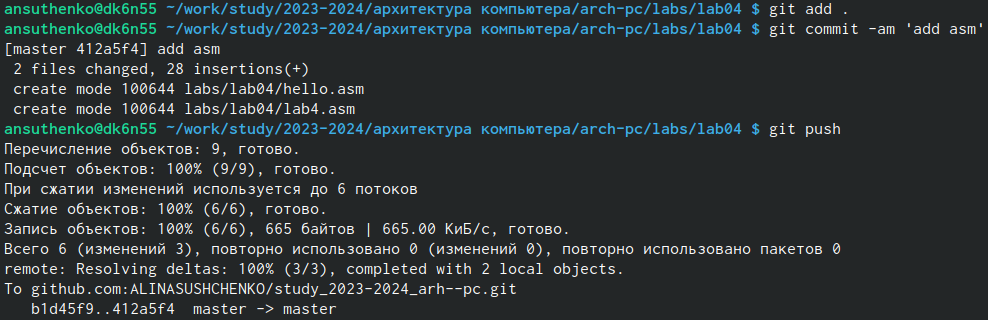 ansuthenko@dk6n55 ~/work/study/2023-2024/архитектура компьютера/arch-pc/labs/lab04 $ git add .
ansuthenko@dk6n55 ~/work/study/2023-2024/архитектура компьютера/arch-pc/labs/lab04 $ git commit -am 'add asm'
[master 412a5f4] add asm
 2 files changed, 28 insertions(+)
 create mode 100644 labs/lab04/hello.asm
 create mode 100644 labs/lab04/lab4.asm
ansuthenko@dk6n55 ~/work/study/2023-2024/архитектура компьютера/arch-pc/labs/lab04 $ git push
Перечисление объектов: 9, готово.
Подсчет объектов: 100% (9/9), готово.
При сжатии изменений используется до 6 потоков
Сжатие объектов: 100% (6/6), готово.
Запись объектов: 100% (6/6), 665 байтов | 665.00 КиБ/с, готово.
Всего 6 (изменений 3), повторно использовано 0 (изменений 0), повторно использовано пакетов 0
remote: Resolving deltas: 100% (3/3), completed with 2 local objects.
To github.com:ALINASUSHCHENKO/study_2023-2024_arh--pc.git
   b1d45f9..412a5f4  master -> master